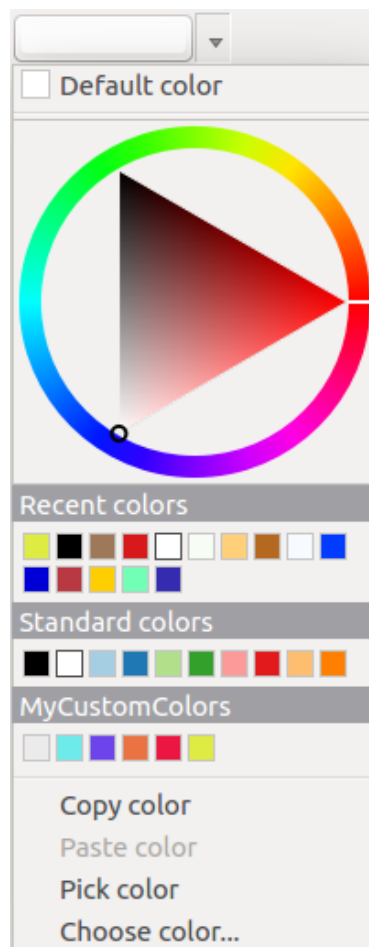 Default color
Recent colors
Standard colors
MyCustomColors
Copy color
Paste color
Pick color
Choose color...